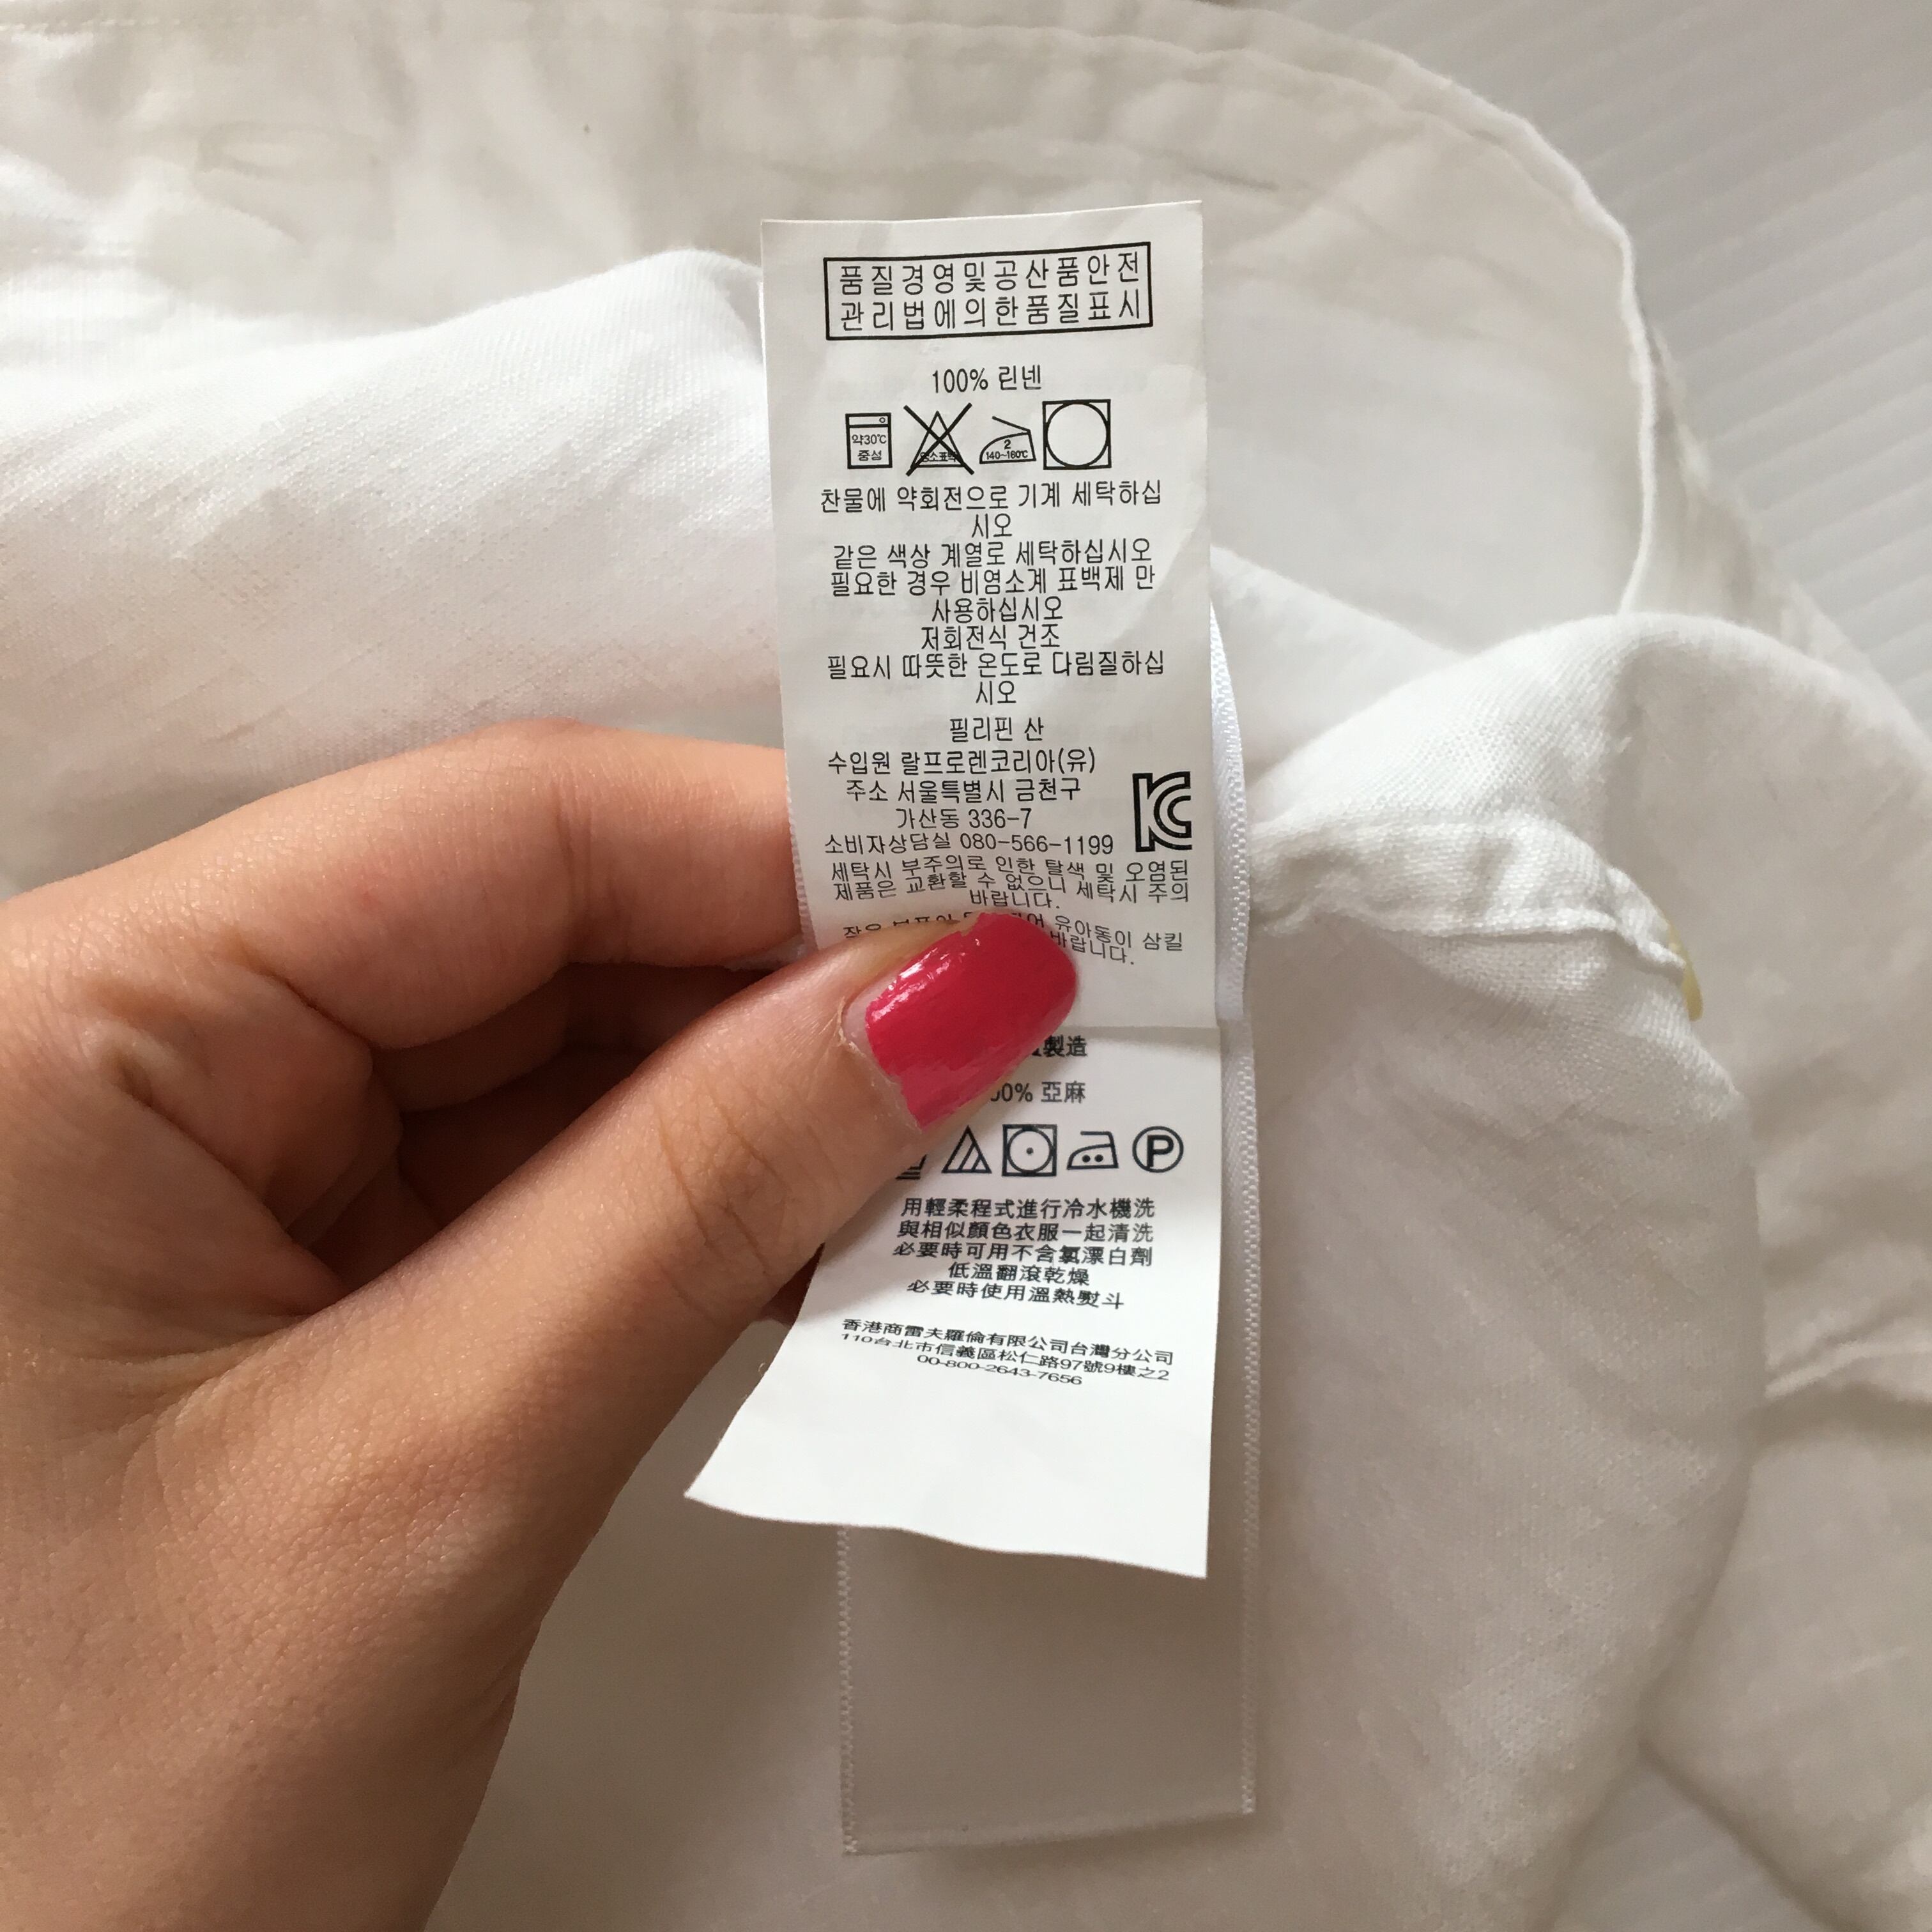 품질경영및공산품안전
관리법에의한품질표시
100% 린넨
약30℃
중성
염소표백
2
140~160℃
찬물에 약회전으로 기계 세탁하십
시오
같은 색상 계열로 세탁하십시오
필요한 경우 비염소계 표백제 만
사용하십시오
저회전식 건조
필요시 따뜻한 온도로 다림질하십
시오
필리핀 산
수입원 랄프로렌코리아(유)
주소 서울특별시 금천구
가산동 336-7
소비자상담실 080-566-1199
세탁시 부주의로 인한 탈색 및 오염된
제품은 교환할 수 없으니 세탁시 주의
바랍니다.
유아동이 삼킬
바랍니다.
製造
亞麻
P
用輕柔程式進行冷水機洗
與相似顏色衣服一起清洗
必要時可用不含氯漂白劑
低溫翻滾乾燥
必要時使用溫熱熨斗
香港商雷夫羅倫有限公司台灣分公司
110台北市信義區松仁路97號9樓之2
00-800-2643-7656